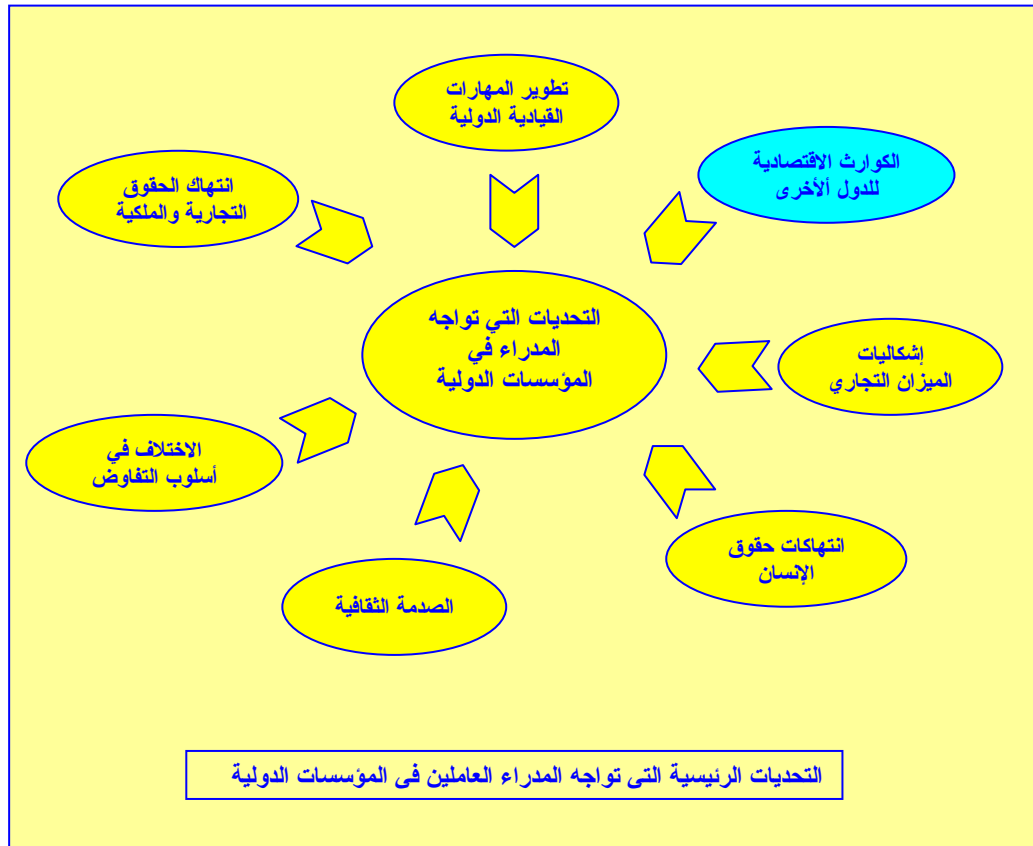 تطوير المهارات
القيادية الدولية
الكوارث الاقتصادية
للدول ألأخرى
انتهاك الحقوق
التجارية والملكية
التحديات التي تواجه
المدراء في
المؤسسات الدولية
إشكاليات
الميزان التجاري
الاختلاف في
أسلوب التفاوض
انتهاكات حقوق
الإنسان
الصدمة الثقافية
التحديات الرئيسية التى تواجه المدراء العاملين فى المؤسسات الدولية